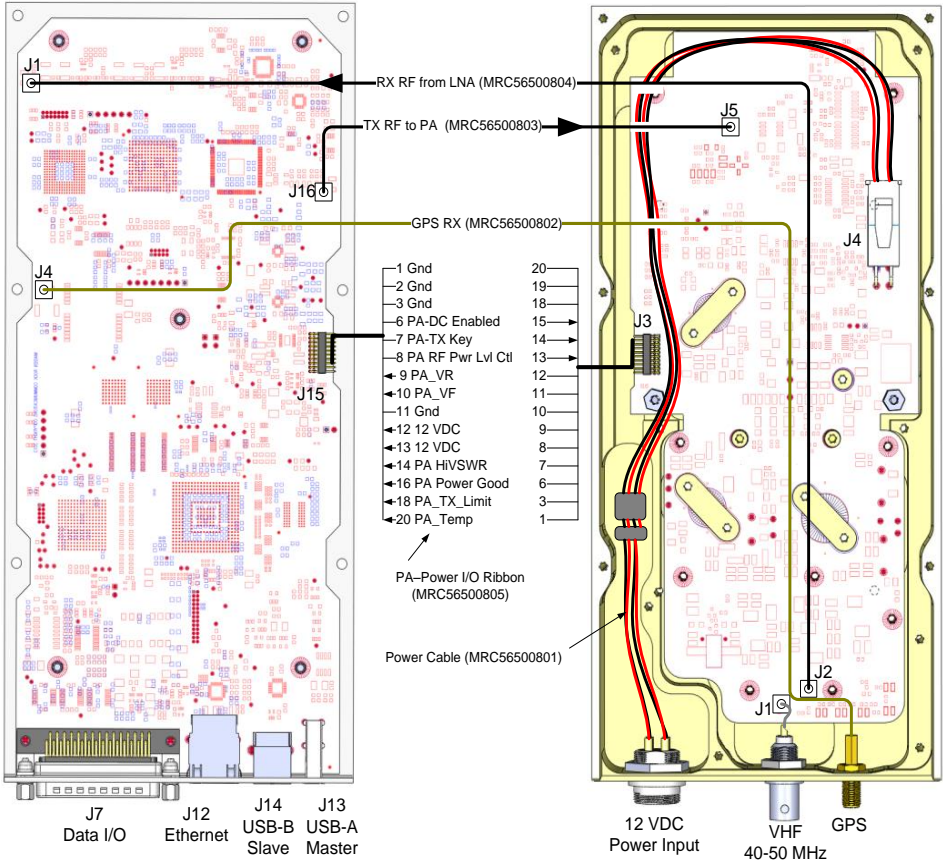 J1
RX RF from LNA (MRC56500804)
J5
TX RF to PA (MRC56500803)
J16
GPS RX (MRC56500802)
J4
J4
1 Gnd 20
2 Gnd 19
3 Gnd 18
6 PA-DC Enabled 15
7 PA-TX Key 14
8 PA RF Pwr Lvl Ctl 13
9 PA_VR 12
10 PA_VF 11
11 Gnd 10
12 12 VDC 9
13 12 VDC 8
14 PA HiVSWR 7
16 PA Power Good 6
18 PA_TX_Limit 3
20 PA_Temp 1
J3
J15
PA–Power I/O Ribbon
(MRC56500805)
Power Cable (MRC56500801)
J2
J1
J7
Data I/O
J12
Ethernet
J14
USB-B
Slave
J13
USB-A
Master
12 VDC
Power Input
VHF
40-50 MHz
GPS